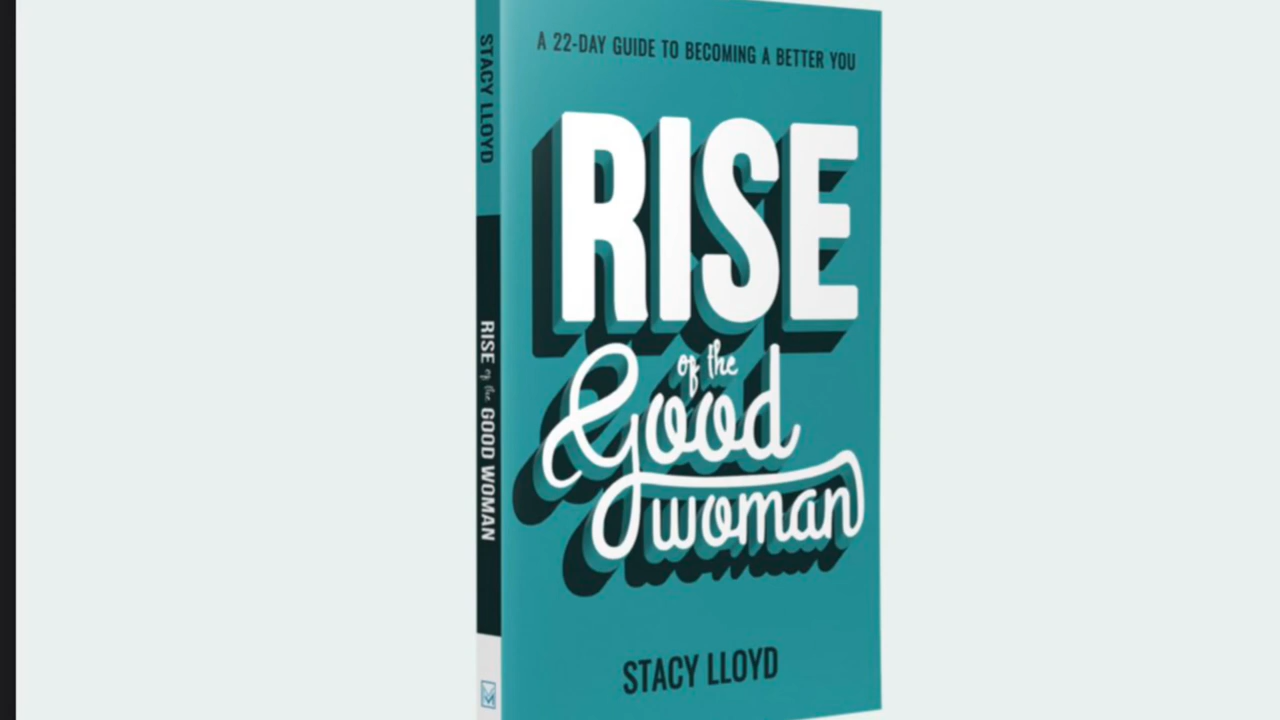 A 22-DAY GUIDE TO BECOMING A BETTER YOU
RISE
of the
Good
woman
STACY LLOYD
STACY LLOYD
RISE of the GOOD WOMAN